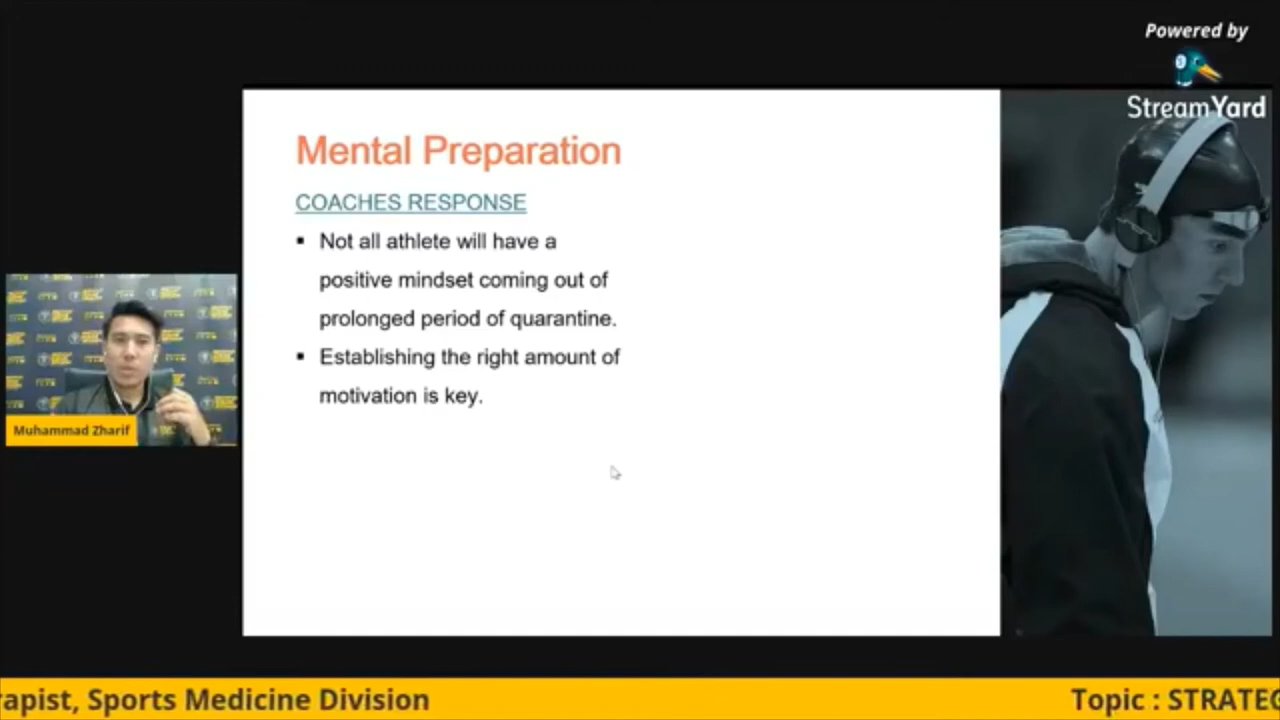 Powered by
StreamYard
Mental Preparation
COACHES RESPONSE
▪ Not all athlete will have a
positive mindset coming out of
prolonged period of quarantine.
▪ Establishing the right amount of
motivation is key.
Muhammad Zharif
rapist, Sports Medicine Division
Topic : STRATEG